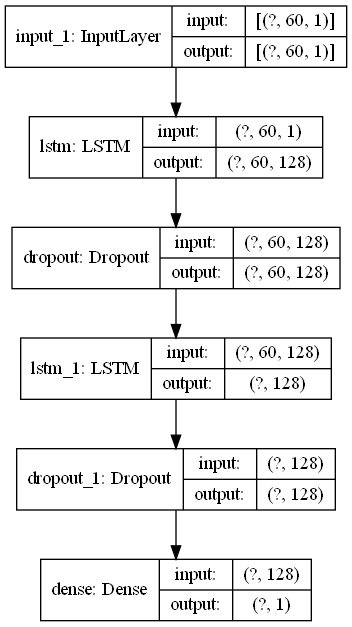 input_1: InputLayer
input: [(?, 60, 1)]
output: [(?, 60, 1)]
lstm: LSTM
input: (?, 60, 1)
output: (?, 60, 128)
dropout: Dropout
input: (?, 60, 128)
output: (?, 60, 128)
lstm_1: LSTM
input: (?, 60, 128)
output: (?, 128)
dropout_1: Dropout
input: (?, 128)
output: (?, 128)
dense: Dense
input: (?, 128)
output: (?, 1)